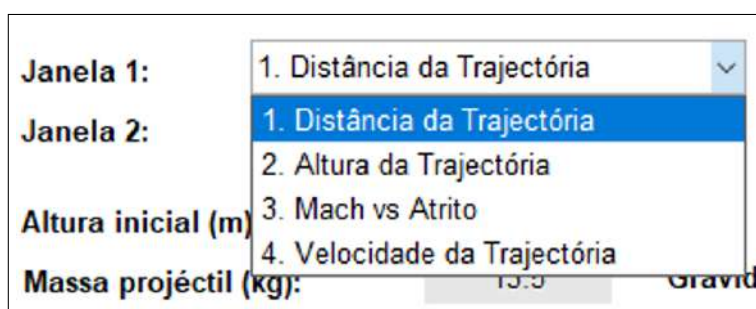 Janela 1: 1. Distância da Trajectória
1. Distância da Trajectória
Janela 2:
2. Altura da Trajectória
Altura inicial (m)
3. Mach vs Atrito
4. Velocidade da Trajectória
Massa projéctil (kg):